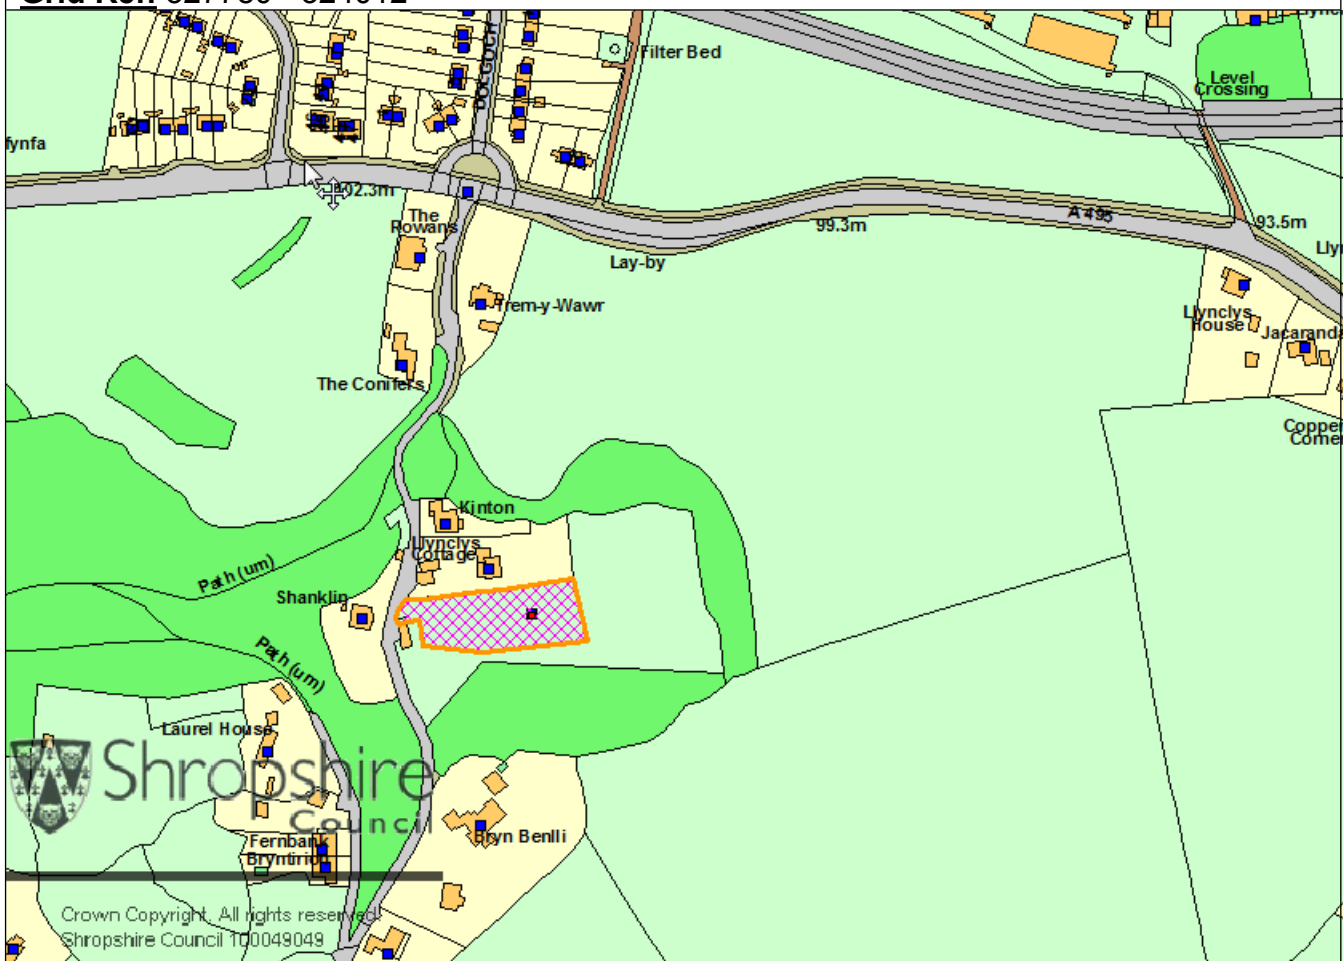 Filter Bed
DOLGOCH
Level
Crossing
fynfa
92.3m
The
Rowans
A 495
99.3m
93.5m
Lay-by
Trem-y-Wawr
Llynclys
House
Jacaranda
The Conifers
Kinton
Llynclys
Cottage
Path (um)
Shanklin
Path (um)
Laurel House
Shropshire
Council
Bryn Benlli
Fernbank
Bryntirion
Crown Copyright. All rights reserved.
Shropshire Council 100049049